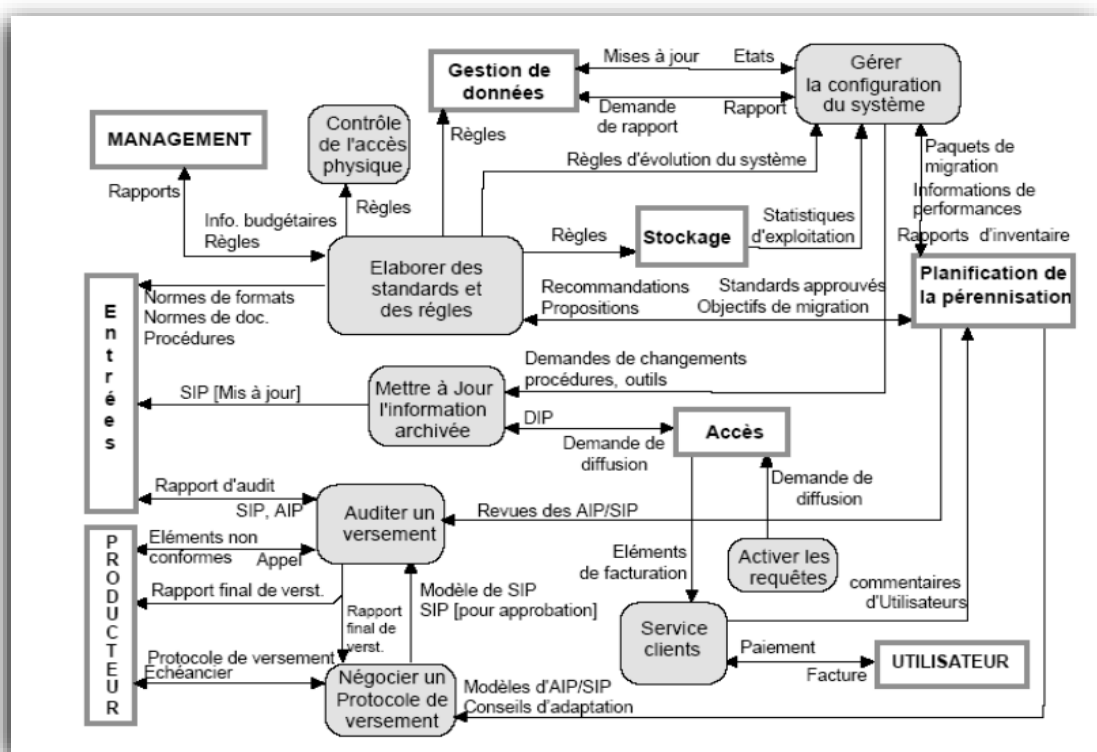 Gestion de
données
Mises à jour
Etats
Demande
de rapport
Rapport
Gérer
la configuration
du système
MANAGEMENT
Contrôle
de l'accès
physique
Règles
Règles d'évolution du système
Paquets de
migration
Informations de
performances
Rapports d'inventaire
Rapports
Info. budgétaires
Règles
Règles
Elaborer des
standards et
des régles
Règles
Stockage
Statistiques
d'exploitation
Planification de
la pérennisation
Entrées
Normes de formats
Normes de doc.
Procédures
Recommandations
Propositions
Standards approuvés
Objectifs de migration
Demandes de changements
procédures, outils
SIP [Mis à jour]
Mettre à Jour
l'information
archivée
DIP
Demande de
diffusion
Accès
Demande de
diffusion
Rapport d'audit
SIP, AIP
Auditer un
versement
Revues des AIP/SIP
PRODUCTEUR
Eléments non
conformes
Appel
Rapport final de verst.
Rapport
final de
verst.
Modèle de SIP
SIP [pour approbation]
Eléments
de facturation
Activer les
requêtes
commentaires
d'Utilisateurs
Service
clients
Paiement
Facture
UTILISATEUR
Protocole de versement
Echéancier
Négocier un
Protocole de
versement
Modèles d'AIP/SIP
Conseils d'adaptation